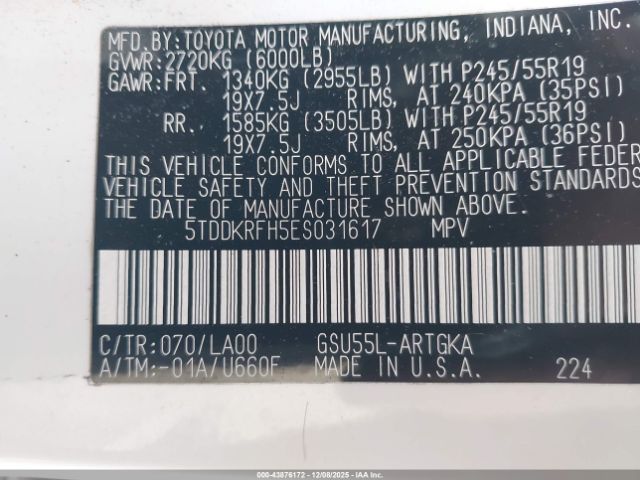 MFD.BY:TOYOTA MOTOR MANUFACTURING, INDIANA, INC.
GVWR:2720KG (6000LB)
GAWR:FRT. 1340KG (2955LB) WITH P245/55R19
19X7.5J RIMS, AT 240KPA (35PSI)
RR. 1585KG (3505LB) WITH P245/55R19
19X7.5J RIMS, AT 250KPA (36PSI)
THIS VEHICLE CONFORMS TO ALL APPLICABLE FEDER
VEHICLE SAFETY AND THEFT PREVENTION STANDARDS
THE DATE OF MANUFACTURE SHOWN ABOVE.
5TDDKRFH5ES031617 MPV
C/TR:070/LA00 GSU55L-ARTGKA
A/TM:-01A/U660F MADE IN U.S.A. 224
000-43876172 - 12/08/2025 - IAAI.com